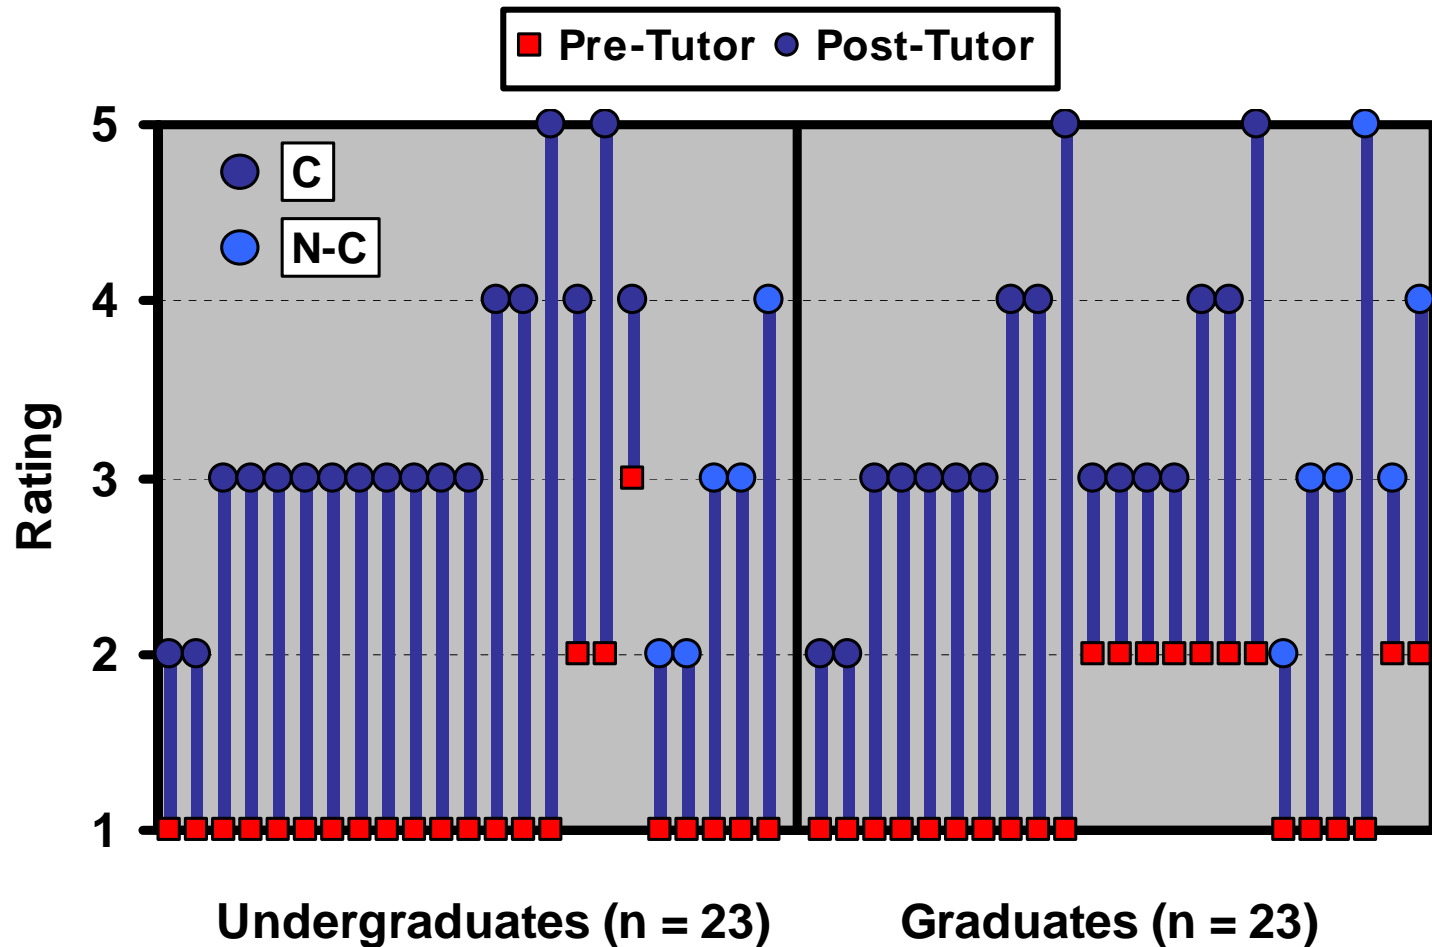 Pre-Tutor Post-Tutor
5
C
N-C
4
3
2
1
Rating
Undergraduates (n = 23) Graduates (n = 23)